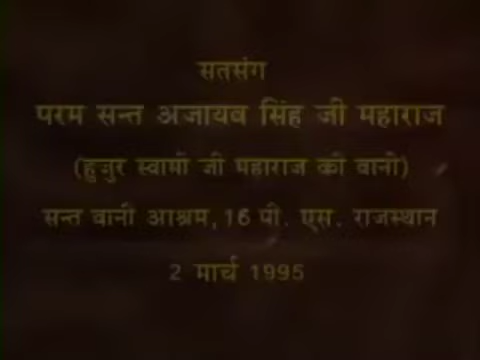 सतसंग
परम सन्त अजायब सिंह जी महाराज
(हुजुर स्वामी जी महाराज की बानी)
सन्त बानी आश्रम, 16 पी. एस. राजस्थान
2 मार्च 1995